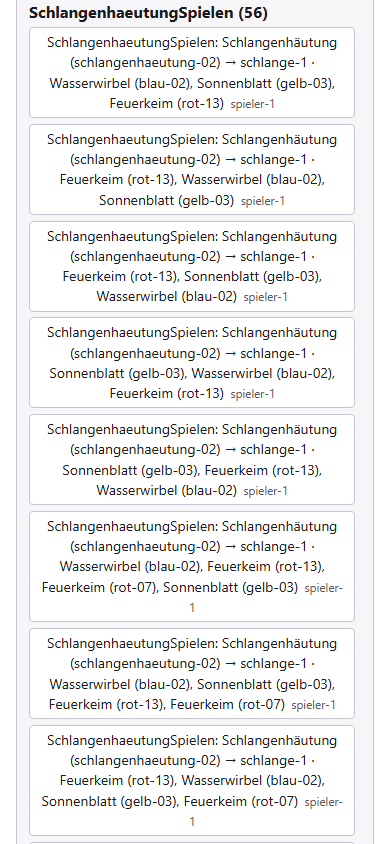 SchlangenhaeutungSpielen (56)
SchlangenhaeutungSpielen: Schlangenhäutung
(schlangenhaeutung-02) → schlange-1 ·
Wasserwirbel (blau-02), Sonnenblatt (gelb-03),
Feuerkeim (rot-13) spieler-1
SchlangenhaeutungSpielen: Schlangenhäutung
(schlangenhaeutung-02) → schlange-1 ·
Feuerkeim (rot-13), Wasserwirbel (blau-02),
Sonnenblatt (gelb-03) spieler-1
SchlangenhaeutungSpielen: Schlangenhäutung
(schlangenhaeutung-02) → schlange-1 ·
Feuerkeim (rot-13), Sonnenblatt (gelb-03),
Wasserwirbel (blau-02) spieler-1
SchlangenhaeutungSpielen: Schlangenhäutung
(schlangenhaeutung-02) → schlange-1 ·
Sonnenblatt (gelb-03), Wasserwirbel (blau-02),
Feuerkeim (rot-13) spieler-1
SchlangenhaeutungSpielen: Schlangenhäutung
(schlangenhaeutung-02) → schlange-1 ·
Sonnenblatt (gelb-03), Feuerkeim (rot-13),
Wasserwirbel (blau-02) spieler-1
SchlangenhaeutungSpielen: Schlangenhäutung
(schlangenhaeutung-02) → schlange-1 ·
Wasserwirbel (blau-02), Feuerkeim (rot-13),
Feuerkeim (rot-07), Sonnenblatt (gelb-03) spieler-
1
SchlangenhaeutungSpielen: Schlangenhäutung
(schlangenhaeutung-02) → schlange-1 ·
Wasserwirbel (blau-02), Sonnenblatt (gelb-03),
Feuerkeim (rot-13), Feuerkeim (rot-07) spieler-1
SchlangenhaeutungSpielen: Schlangenhäutung
(schlangenhaeutung-02) → schlange-1 ·
Feuerkeim (rot-13), Wasserwirbel (blau-02),
Sonnenblatt (gelb-03), Feuerkeim (rot-07) spieler-
1